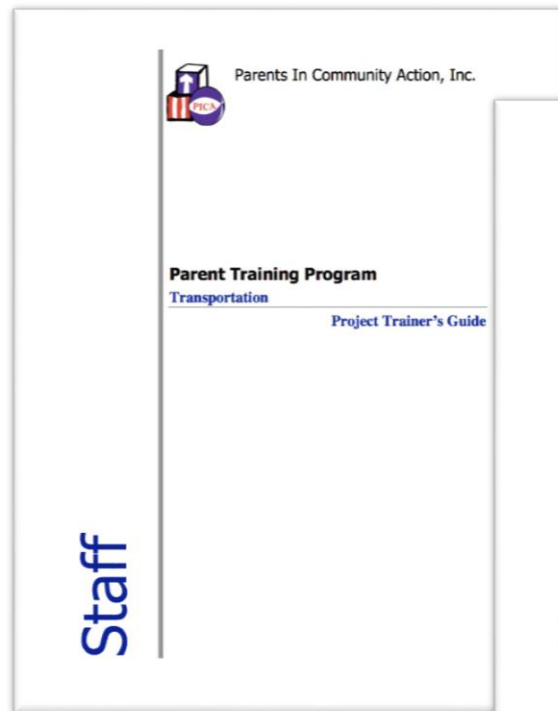 Parents In Community Action, Inc.
PICA
Parent Training Program
Transportation
Project Trainer's Guide
Staff